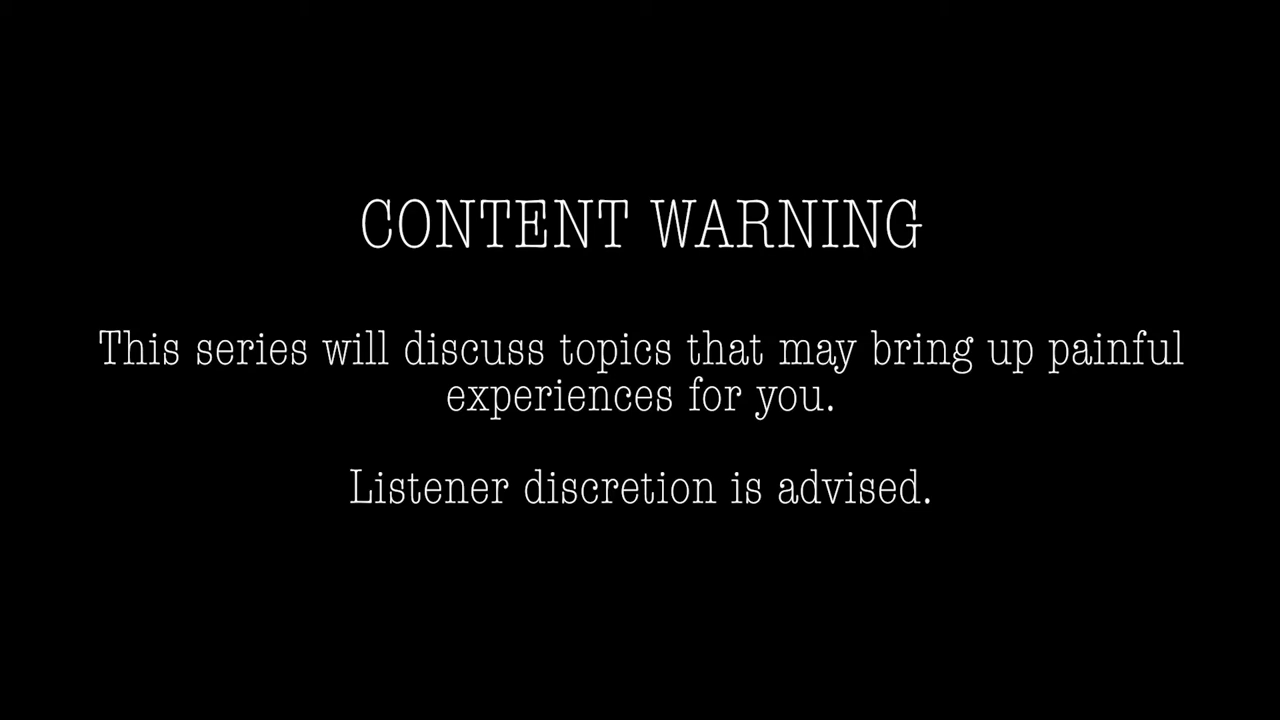 CONTENT WARNING
This series will discuss topics that may bring up painful
experiences for you.
Listener discretion is advised.